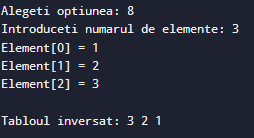 Alegeti optiunea: 8
Introduceti numarul de elemente: 3
Element[0] = 1
Element[1] = 2
Element[2] = 3
Tabloul inversat: 3 2 1